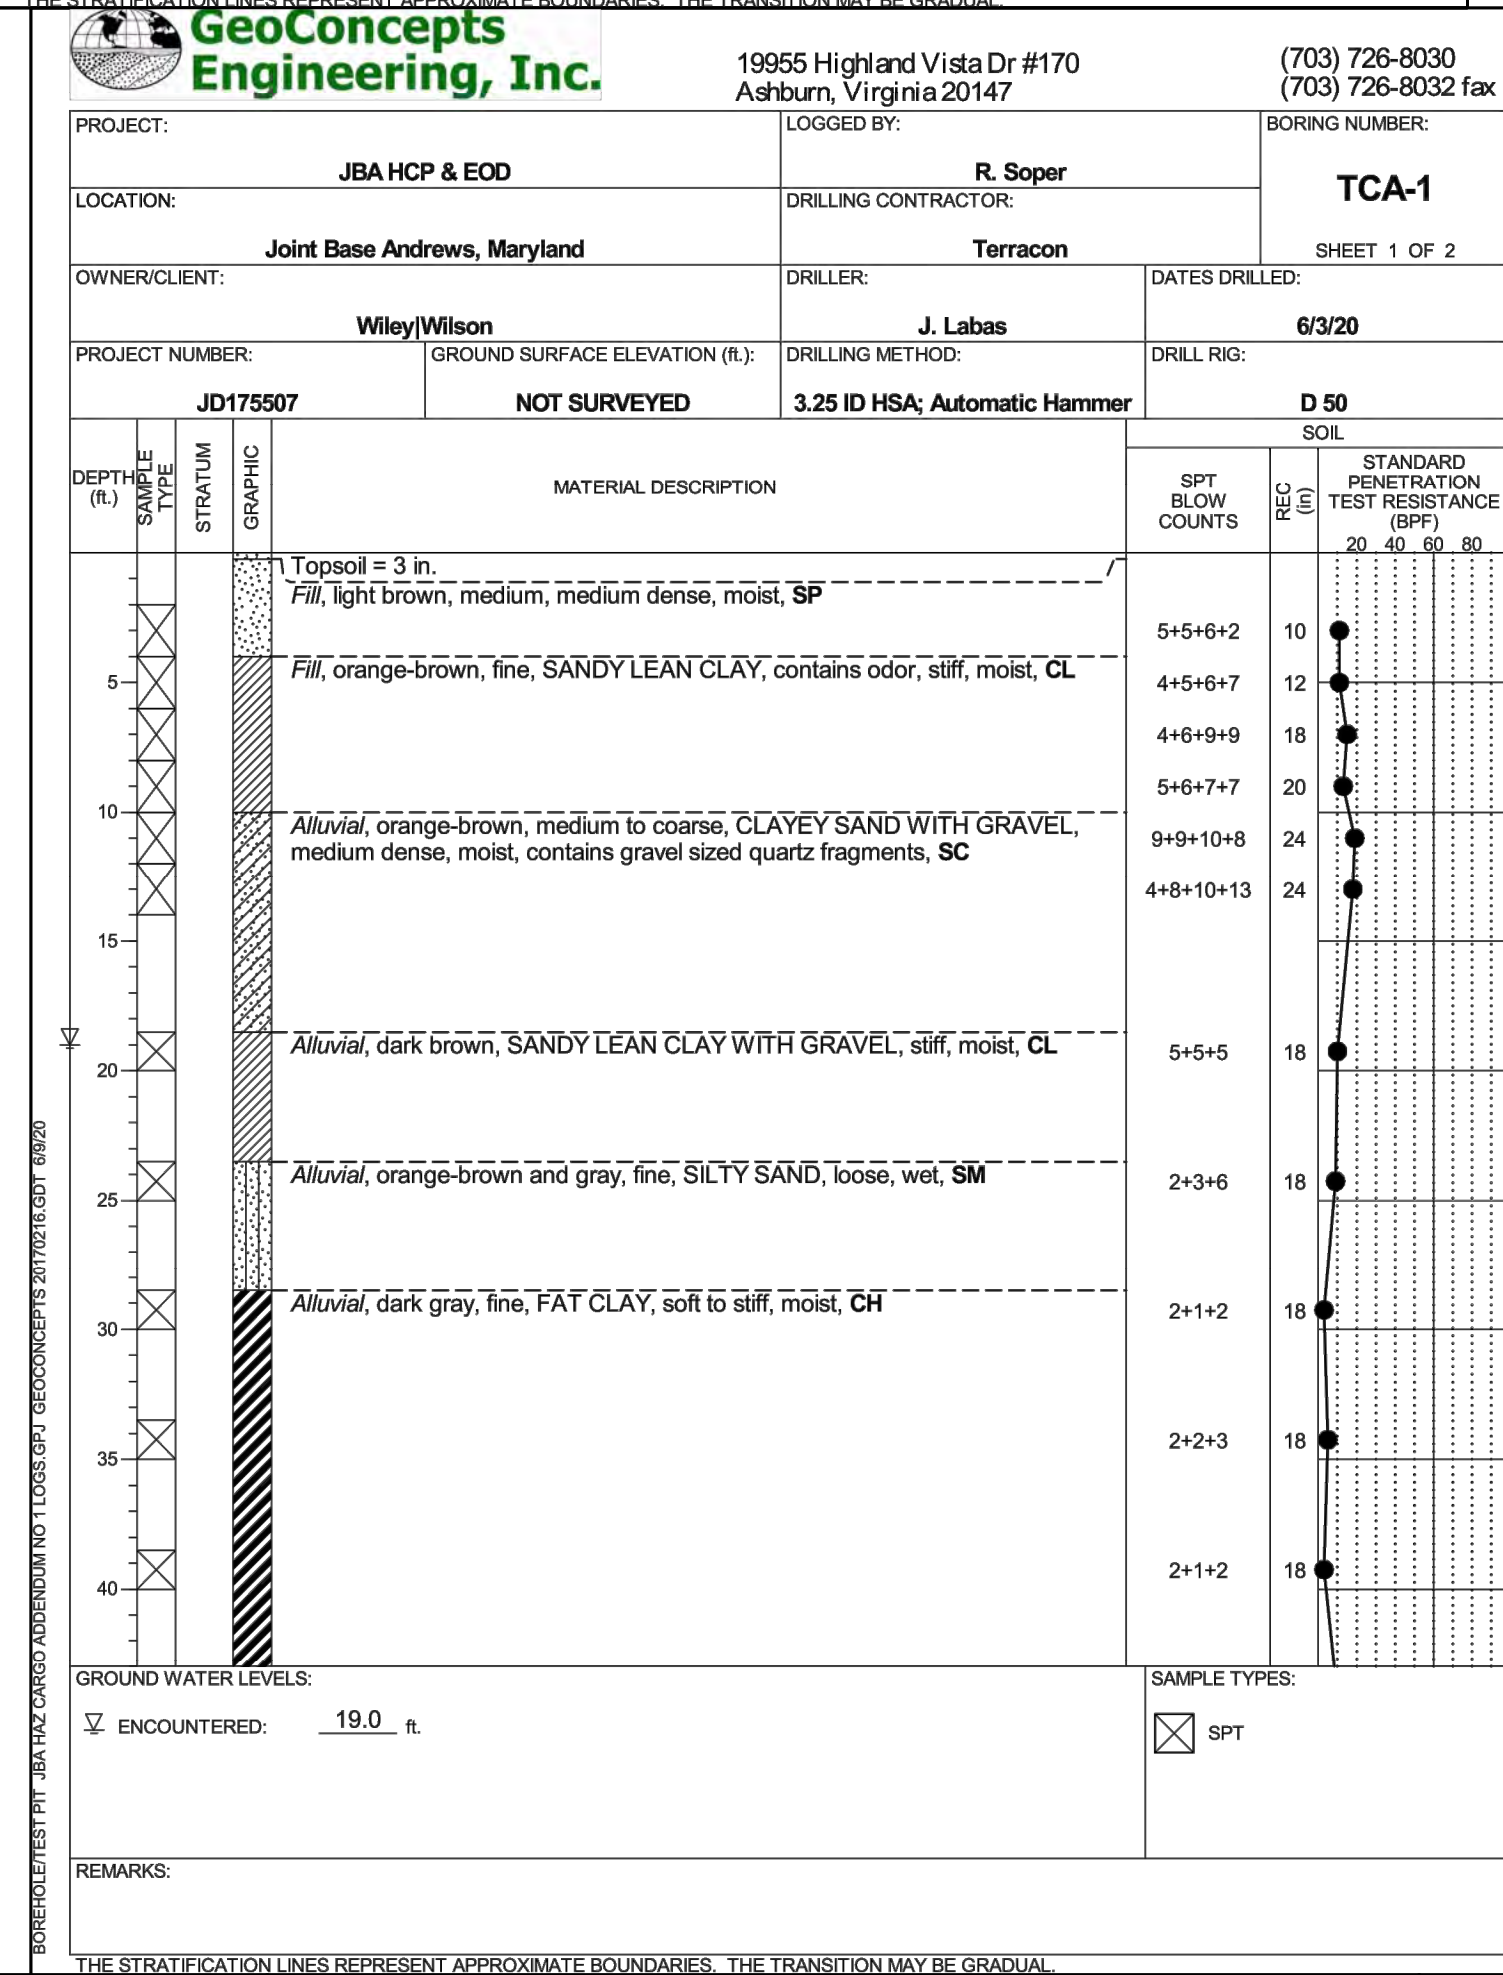 THE STRATIFICATION LINES REPRESENT APPROXIMATE BOUNDARIES. THE TRANSITION MAY BE GRADUAL.
GeoConcepts
Engineering, Inc.
19955 Highland Vista Dr #170
Ashburn, Virginia 20147
(703) 726-8030
(703) 726-8032 fax
PROJECT:
JBA HCP & EOD
LOGGED BY:
R. Soper
BORING NUMBER:
TCA-1
SHEET 1 OF 2
LOCATION:
Joint Base Andrews, Maryland
DRILLING CONTRACTOR:
Terracon
OWNER/CLIENT:
Wiley|Wilson
DRILLER:
J. Labas
DATES DRILLED:
6/3/20
PROJECT NUMBER:
JD175507
GROUND SURFACE ELEVATION (ft.):
NOT SURVEYED
DRILLING METHOD:
3.25 ID HSA; Automatic Hammer
DRILL RIG:
D 50
DEPTH
(ft.)
SAMPLE
TYPE
STRATUM
GRAPHIC
MATERIAL DESCRIPTION
SOIL
SPT
BLOW
COUNTS
REC
(in)
STANDARD
PENETRATION
TEST RESISTANCE
(BPF)
20 40 60 80
Topsoil = 3 in.
Fill, light brown, medium, medium dense, moist, SP
5+5+6+2 10
Fill, orange-brown, fine, SANDY LEAN CLAY, contains odor, stiff, moist, CL
5
4+5+6+7 12
4+6+9+9 18
5+6+7+7 20
10
Alluvial, orange-brown, medium to coarse, CLAYEY SAND WITH GRAVEL,
medium dense, moist, contains gravel sized quartz fragments, SC
9+9+10+8 24
4+8+10+13 24
15
Alluvial, dark brown, SANDY LEAN CLAY WITH GRAVEL, stiff, moist, CL
5+5+5 18
20
Alluvial, orange-brown and gray, fine, SILTY SAND, loose, wet, SM
2+3+6 18
25
Alluvial, dark gray, fine, FAT CLAY, soft to stiff, moist, CH
2+1+2 18
30
2+2+3 18
35
2+1+2 18
40
GROUND WATER LEVELS:
ENCOUNTERED: 19.0 ft.
SAMPLE TYPES:
SPT
REMARKS:
THE STRATIFICATION LINES REPRESENT APPROXIMATE BOUNDARIES. THE TRANSITION MAY BE GRADUAL.
BOREHOLE/TEST PIT JBA HAZ CARGO ADDENDUM NO 1 LOGS.GPJ GEOCONCEPTS 20170216.GDT 6/9/20